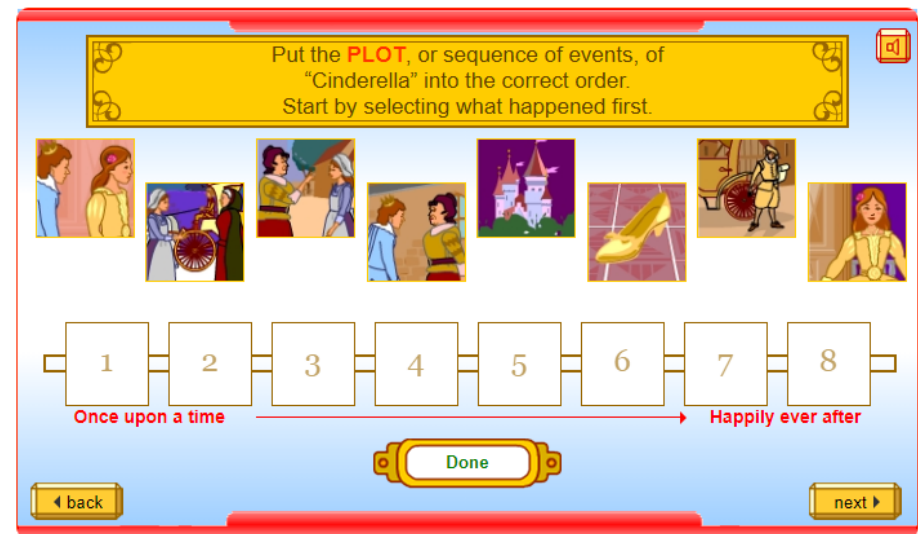 Put the PLOT, or sequence of events, of
“Cinderella” into the correct order.
Start by selecting what happened first.
1 2 3 4 5 6 7 8
Once upon a time Happily ever after
Done
back next